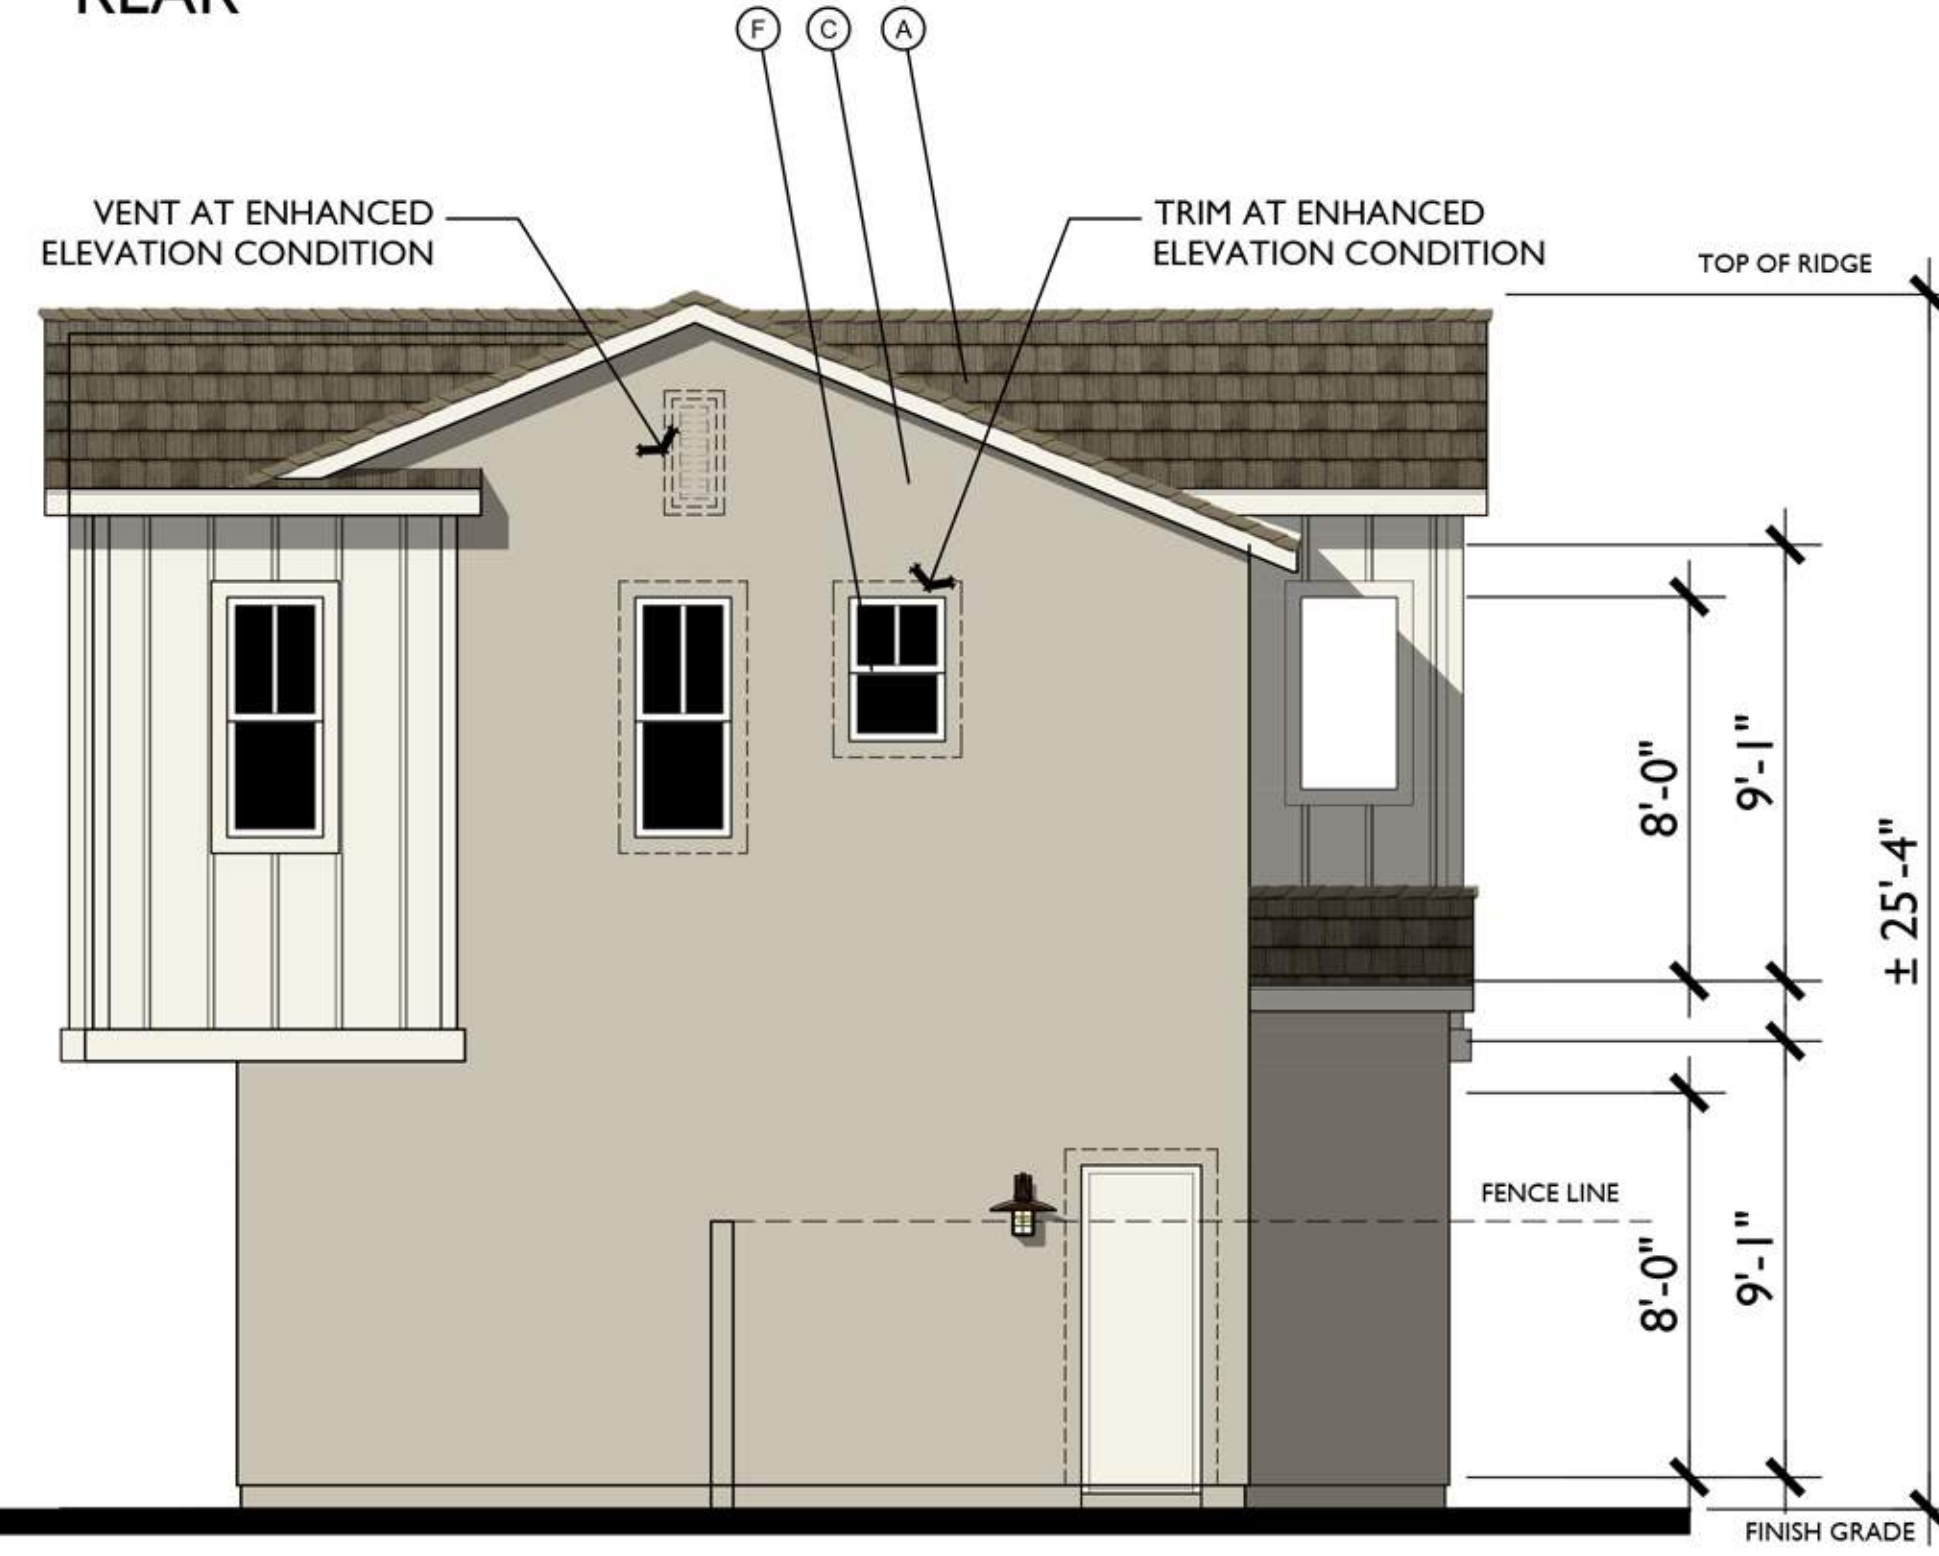 REAR
F C A
VENT AT ENHANCED
ELEVATION CONDITION
TRIM AT ENHANCED
ELEVATION CONDITION
TOP OF RIDGE
8'-0"
9'-1"
± 25'-4"
FENCE LINE
8'-0"
9'-1"
FINISH GRADE